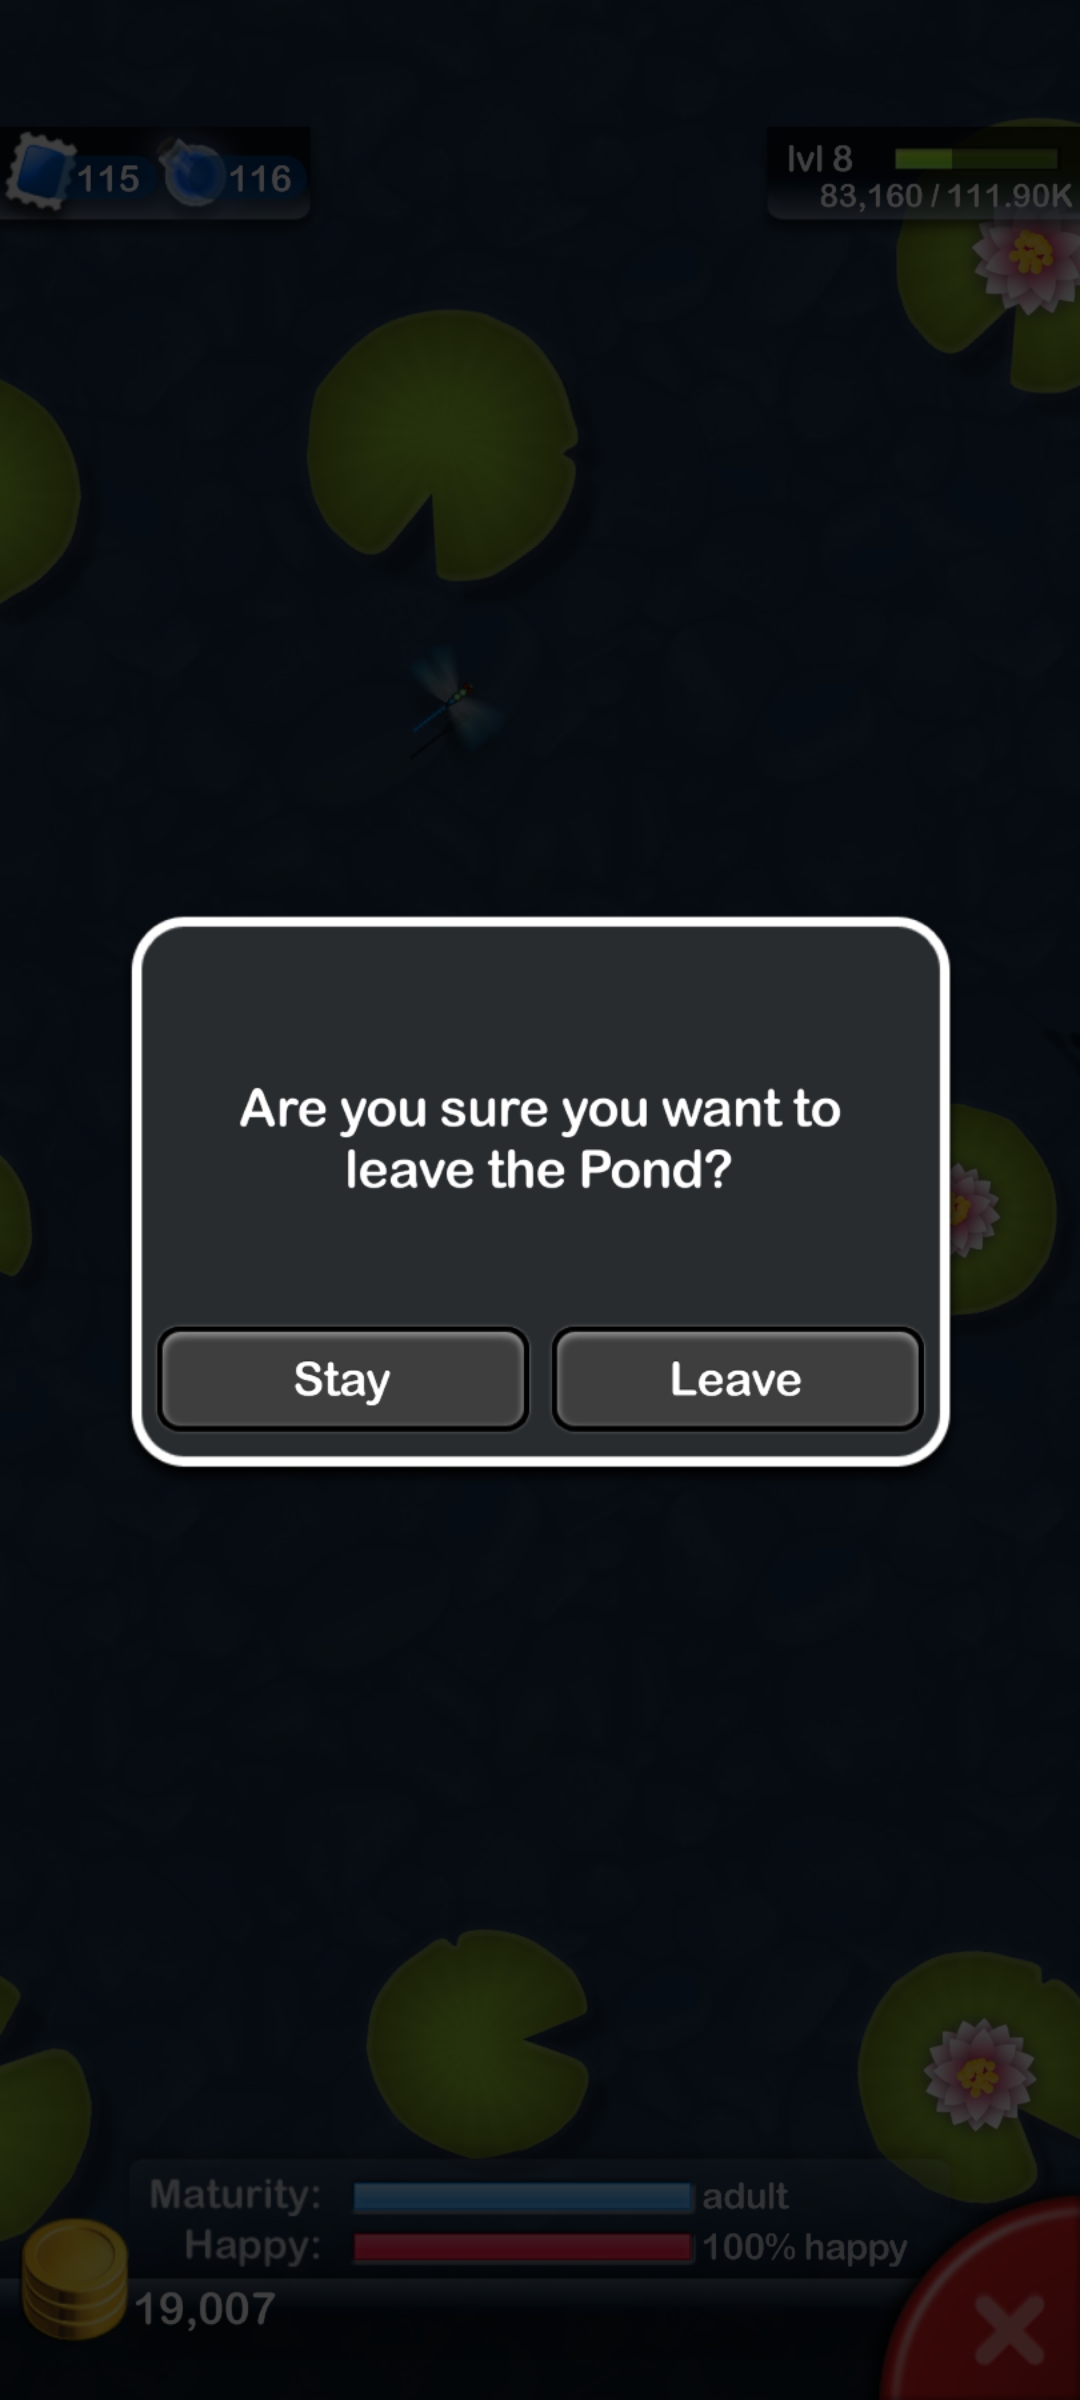 115 116
lvl 8
83,160 / 111.90K
Are you sure you want to
leave the Pond?
Stay Leave
Maturity: adult
Happy: 100% happy
19,007